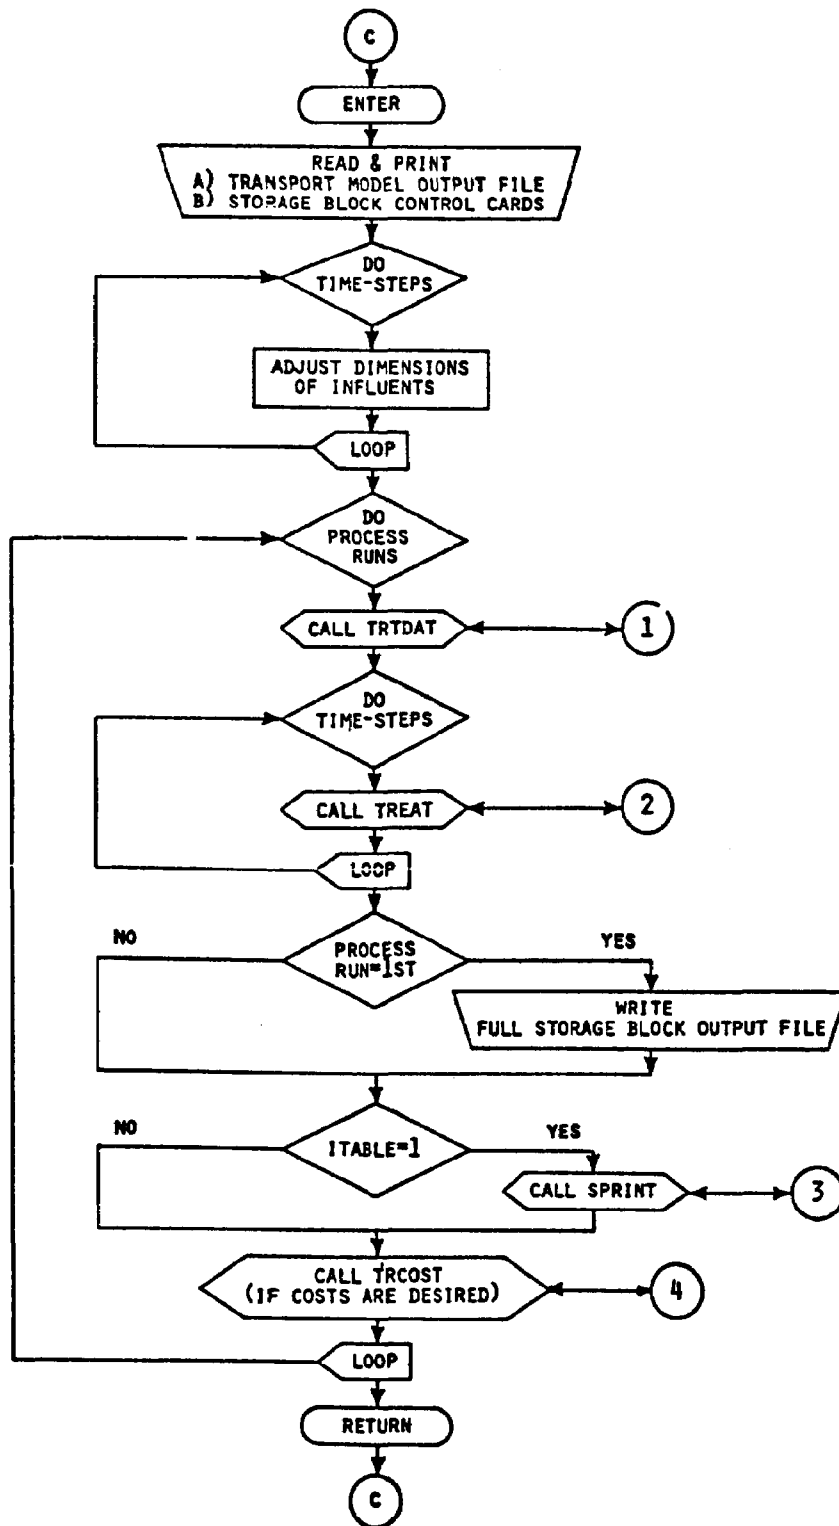 C
ENTER
READ & PRINT
A) TRANSPORT MODEL OUTPUT FILE
B) STORAGE BLOCK CONTROL CARDS
DO
TIME-STEPS
ADJUST DIMENSIONS
OF INFLUENTS
LOOP
DO
PROCESS
RUNS
CALL TRTDAT
1
DO
TIME-STEPS
CALL TREAT
2
LOOP
NO
PROCESS
RUN=1ST
YES
WRITE
FULL STORAGE BLOCK OUTPUT FILE
NO
ITABLE=1
YES
CALL SPRINT
3
CALL TRCOST
(IF COSTS ARE DESIRED)
4
LOOP
RETURN
C